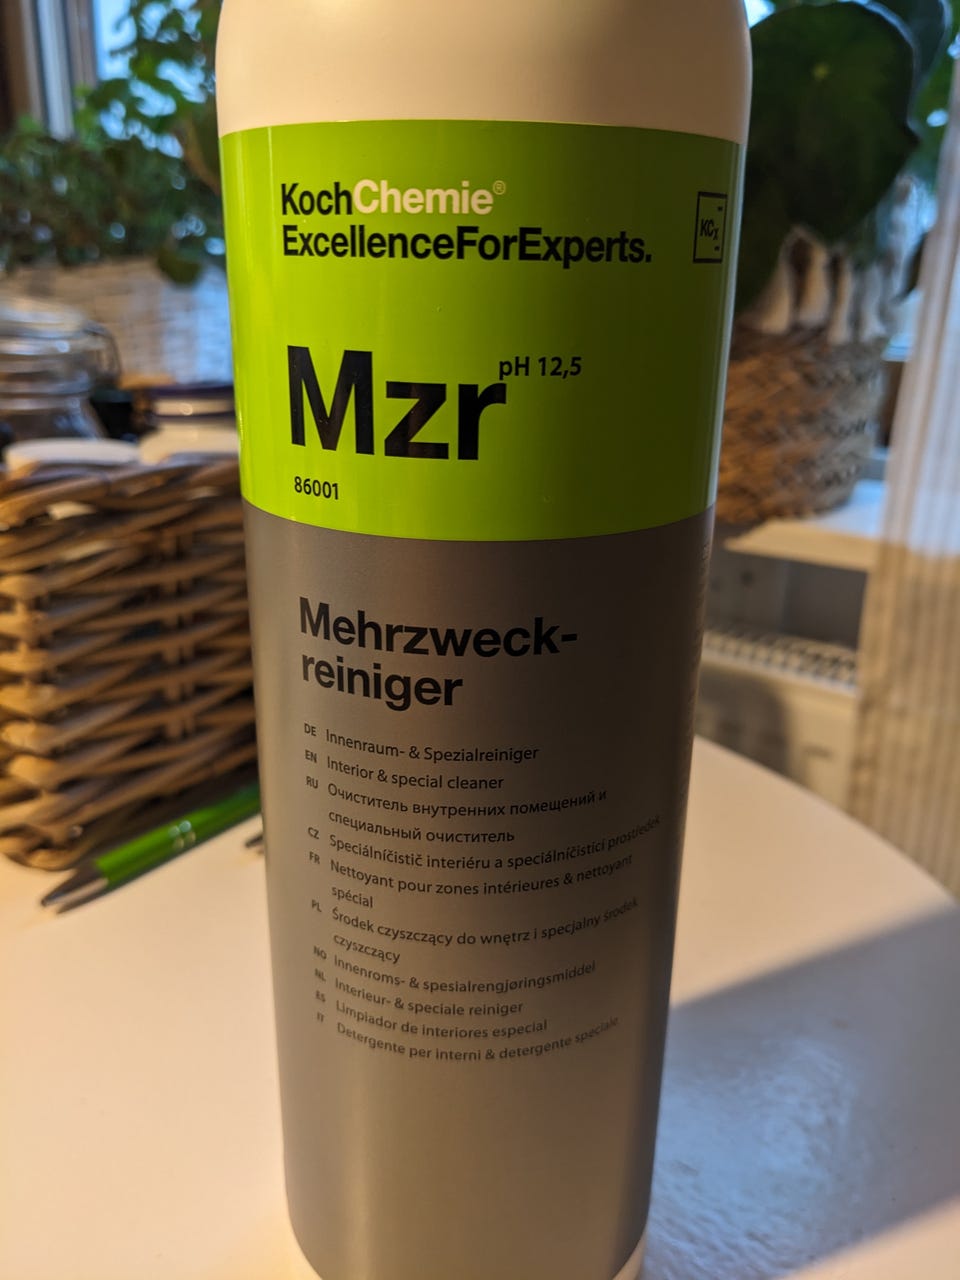 KochChemie®
ExcellenceForExperts.
KCx
Mzr pH 12,5
86001
Mehrzweck-
reiniger
DE Innenraum- & Spezialreiniger
EN Interior & special cleaner
RU Очиститель внутренних помещений и
специальный очиститель
CZ Speciálníčistič interiéru a speciálníčisticí prostředek
FR Nettoyant pour zones intérieures & nettoyant
spécial
PL Środek czyszczący do wnętrz i specjalny środek
czyszczący
NO Innenroms- & spesialrengjøringsmiddel
NL Interieur- & speciale reiniger
ES Limpiador de interiores especial
IT Detergente per interni & detergente speciale